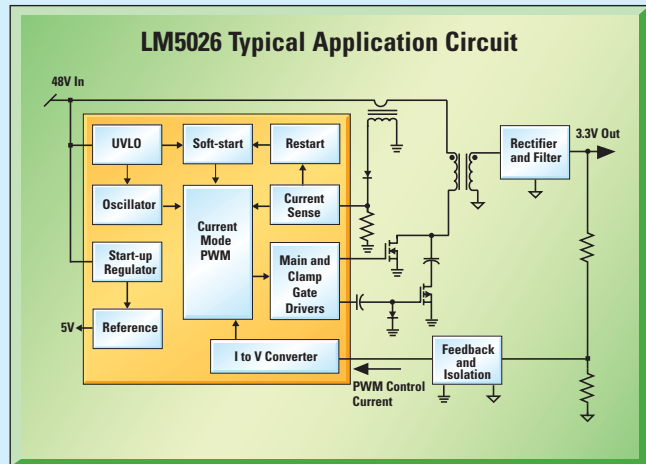 LM5026 Typical Application Circuit
48V In
UVLO
Soft-start
Restart
Rectifier
and Filter
3.3V Out
Oscillator
Current
Mode
PWM
Current
Sense
Start-up
Regulator
Main and
Clamp
Gate
Drivers
5V
Reference
I to V Converter
PWM Control
Current
Feedback
and
Isolation